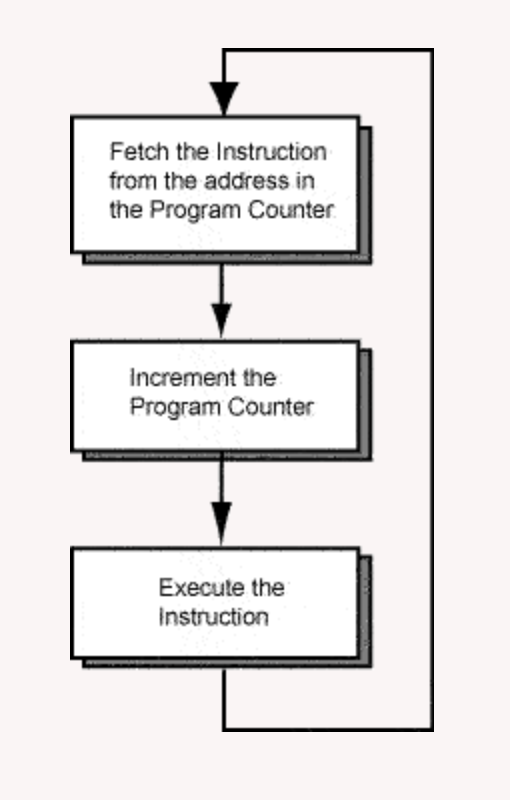 Fetch the Instruction
from the address in
the Program Counter
Increment the
Program Counter
Execute the
Instruction